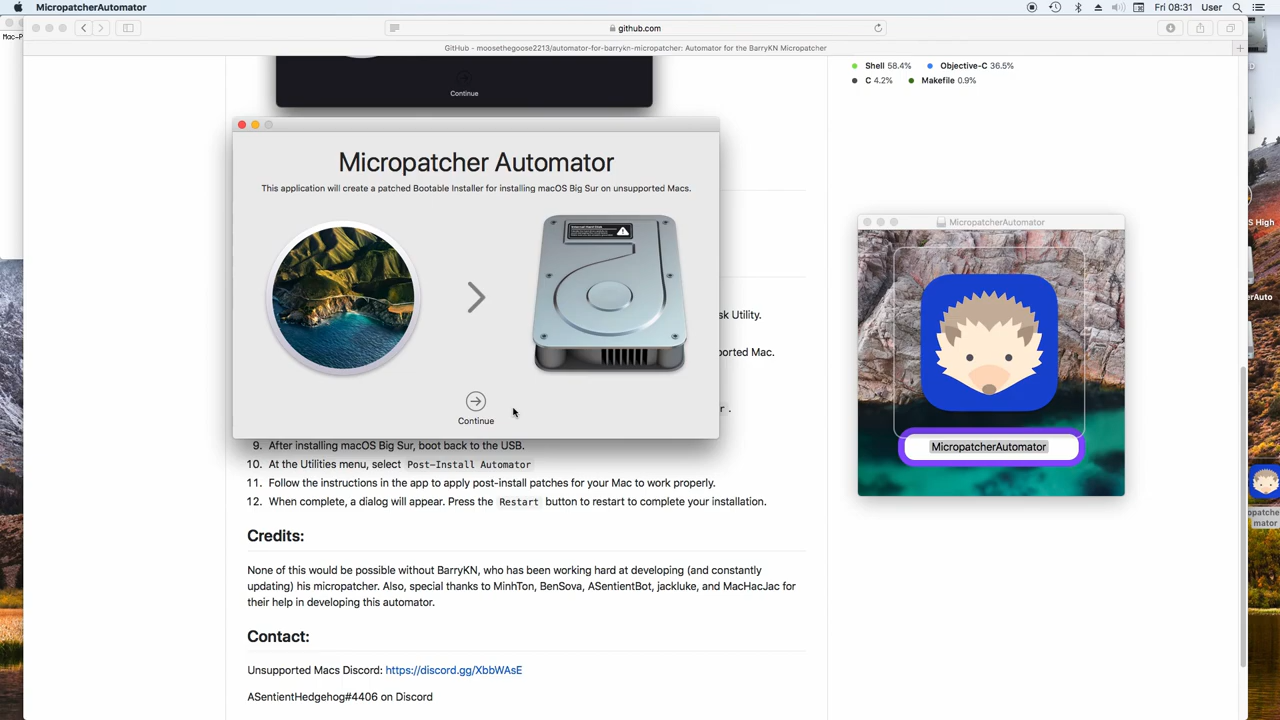 MicropatcherAutomator
Fri 08:31 User
github.com
GitHub - moosethegoose2213/automator-for-barrykn-micropatcher: Automator for the BarryKN Micropatcher
Mac-P
Continue
Shell 58.4% Objective-C 36.5%
C 4.2% Makefile 0.9%
Micropatcher Automator
This application will create a patched Bootable Installer for installing macOS Big Sur on unsupported Macs.
Continue
sk Utility.
orted Mac.
r .
9. After installing macOS Big Sur, boot back to the USB.
10. At the Utilities menu, select Post-Install Automator
11. Follow the instructions in the app to apply post-install patches for your Mac to work properly.
12. When complete, a dialog will appear. Press the Restart button to restart to complete your installation.
Credits:
None of this would be possible without BarryKN, who has been working hard at developing (and constantly
updating) his micropatcher. Also, special thanks to MinhTon, BenSova, ASentientBot, jackluke, and MacHacJac for
their help in developing this automator.
Contact:
Unsupported Macs Discord: https://discord.gg/XbbWAsE
ASentientHedgehog#4406 on Discord
MicropatcherAutomator
MicropatcherAutomator
S High
erAuto
opatche
mator